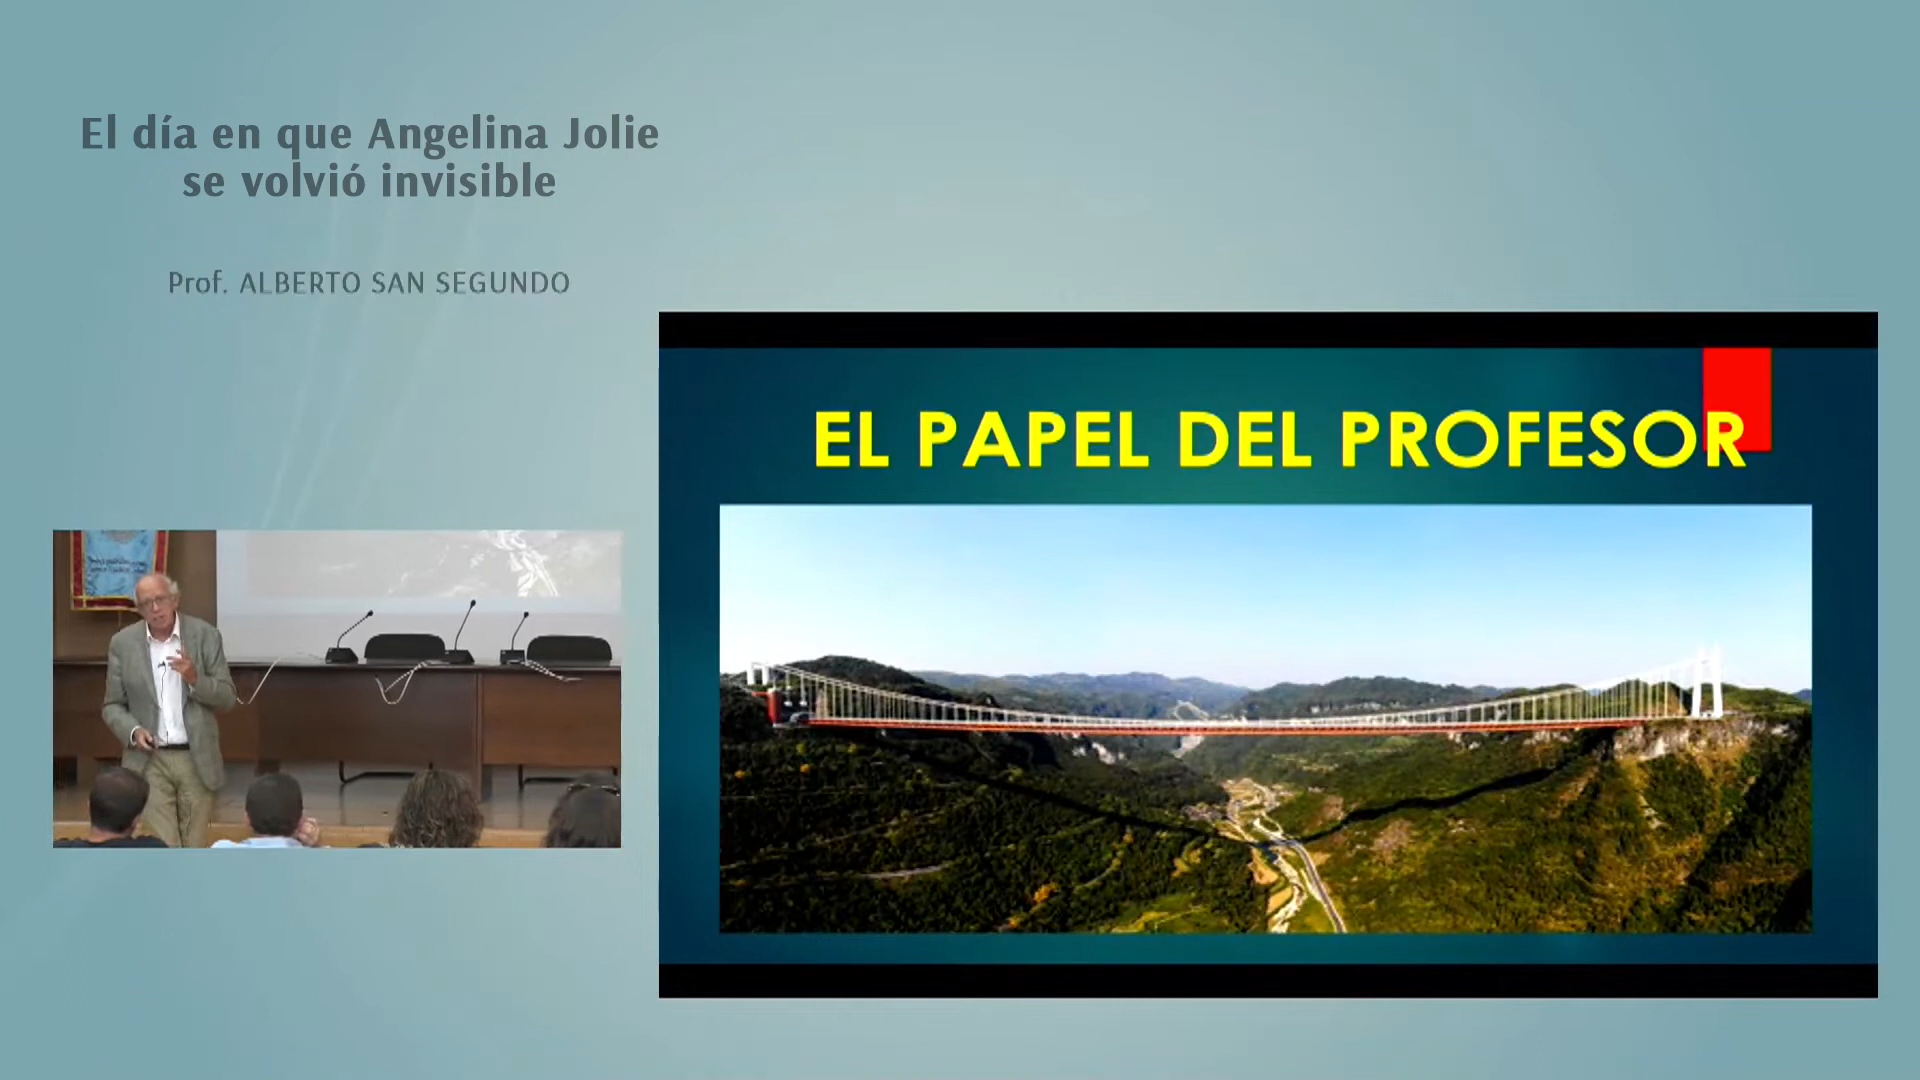 El día en que Angelina Jolie
se volvió invisible
Prof. ALBERTO SAN SEGUNDO
EL PAPEL DEL PROFESOR